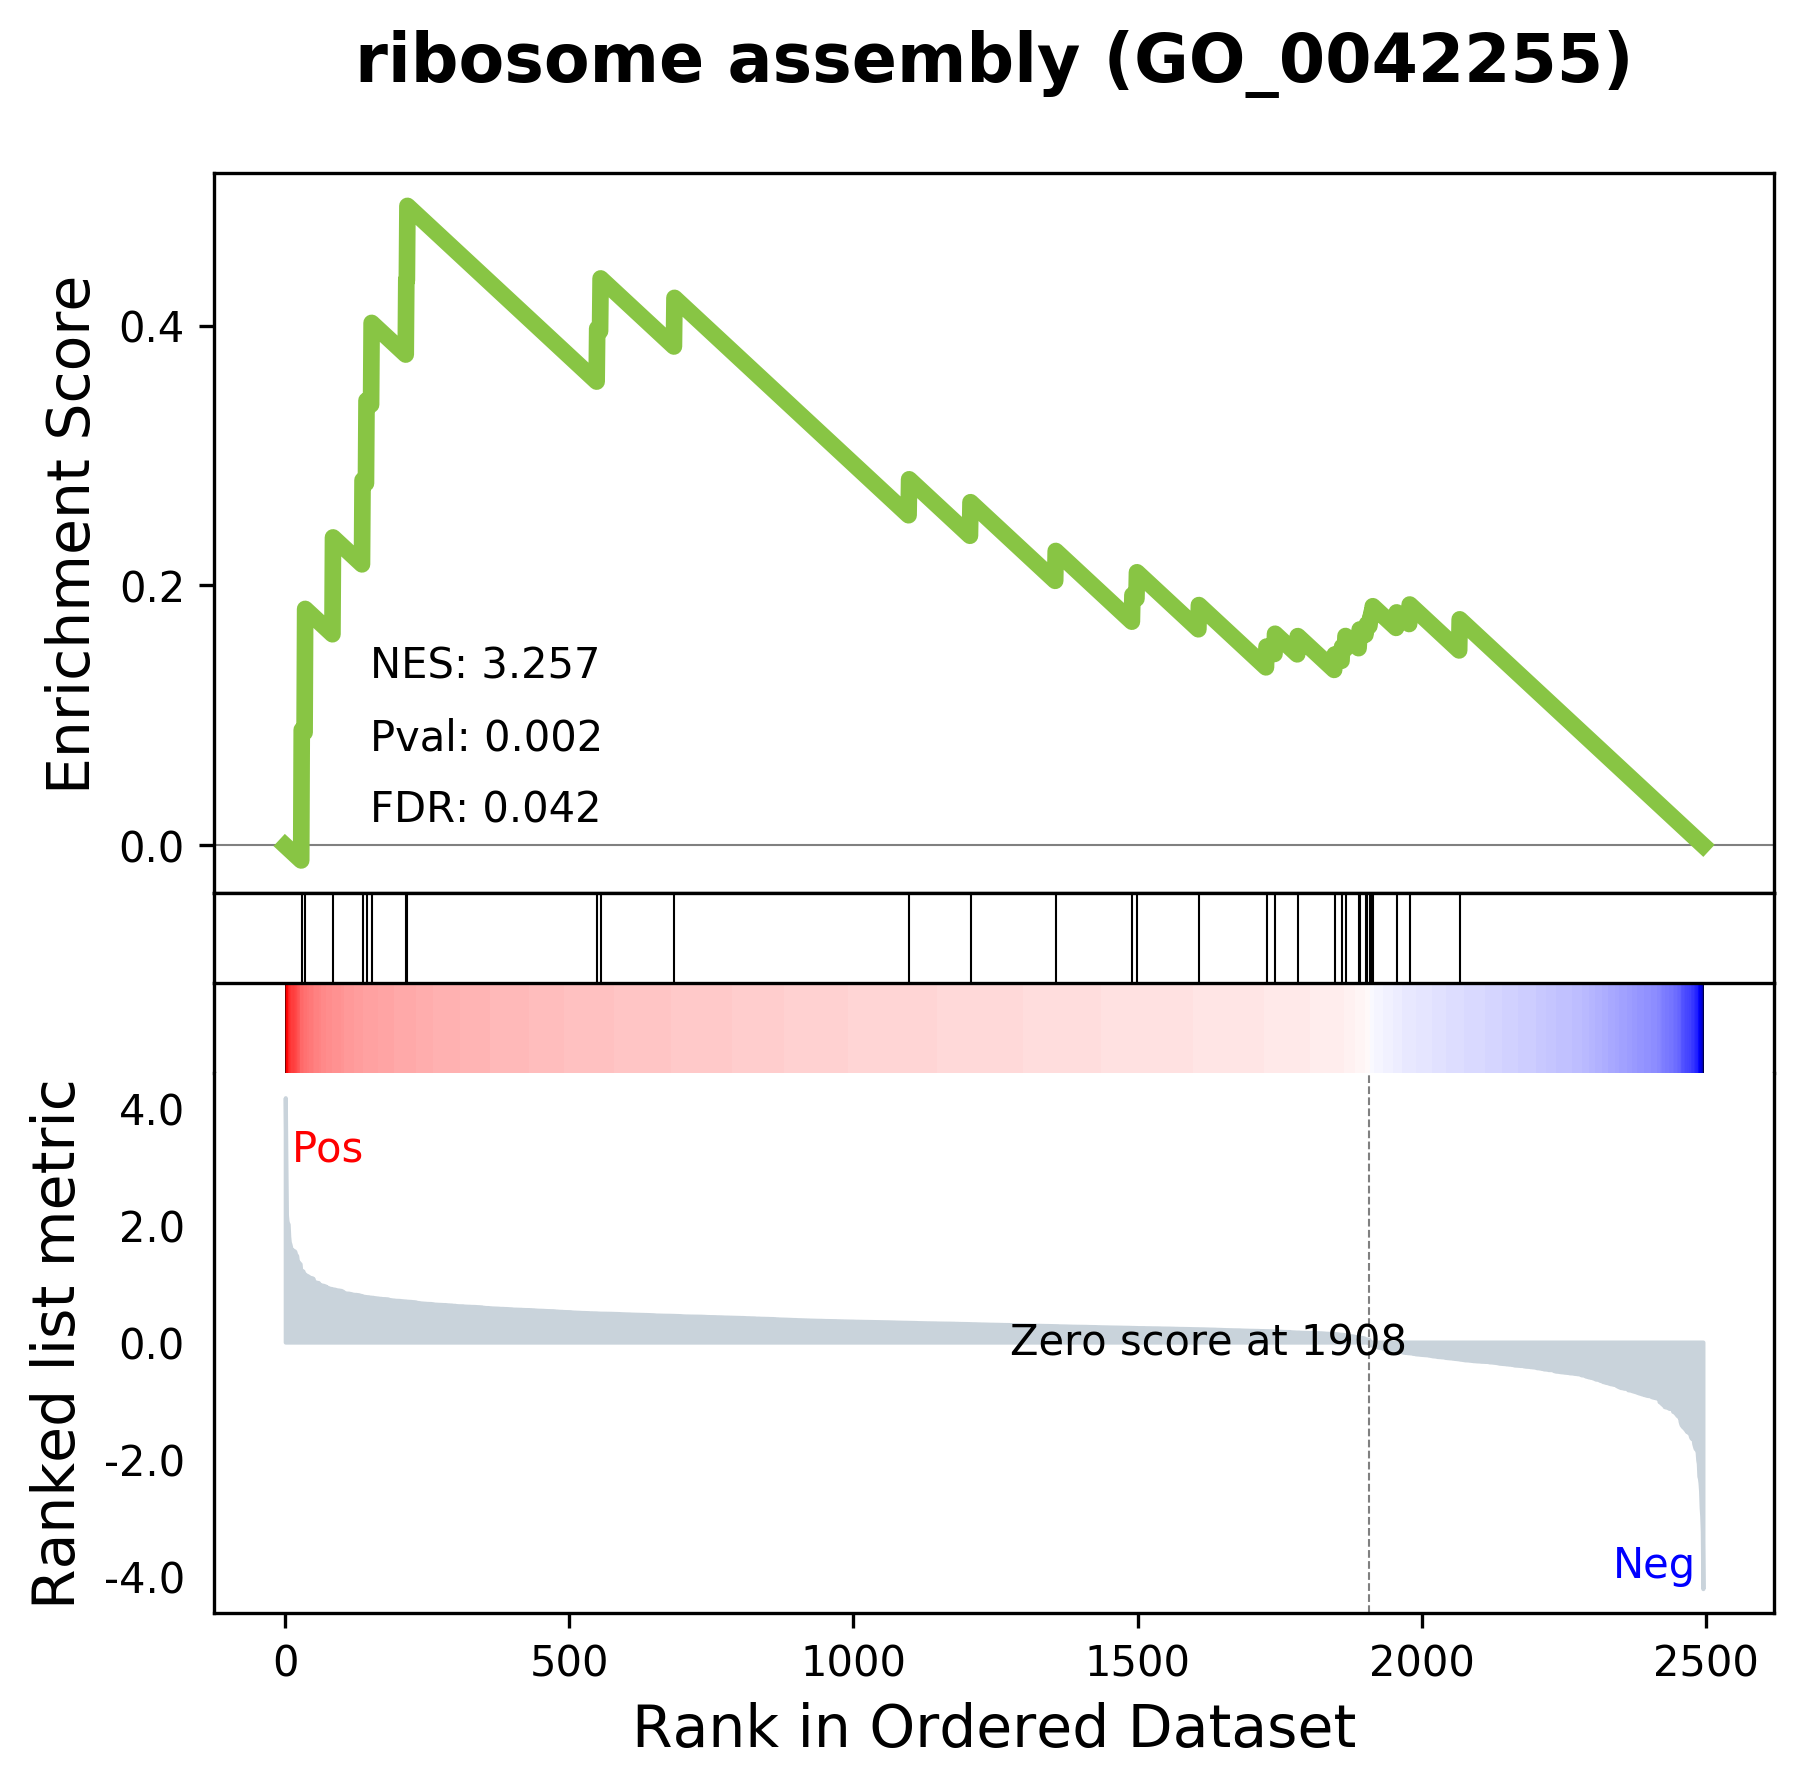 ribosome assembly (GO_0042255)
Enrichment Score
0.4
0.2
0.0
NES: 3.257
Pval: 0.002
FDR: 0.042
Ranked list metric
4.0
2.0
0.0
-2.0
-4.0
Pos
Zero score at 1908
Neg
0 500 1000 1500 2000 2500
Rank in Ordered Dataset